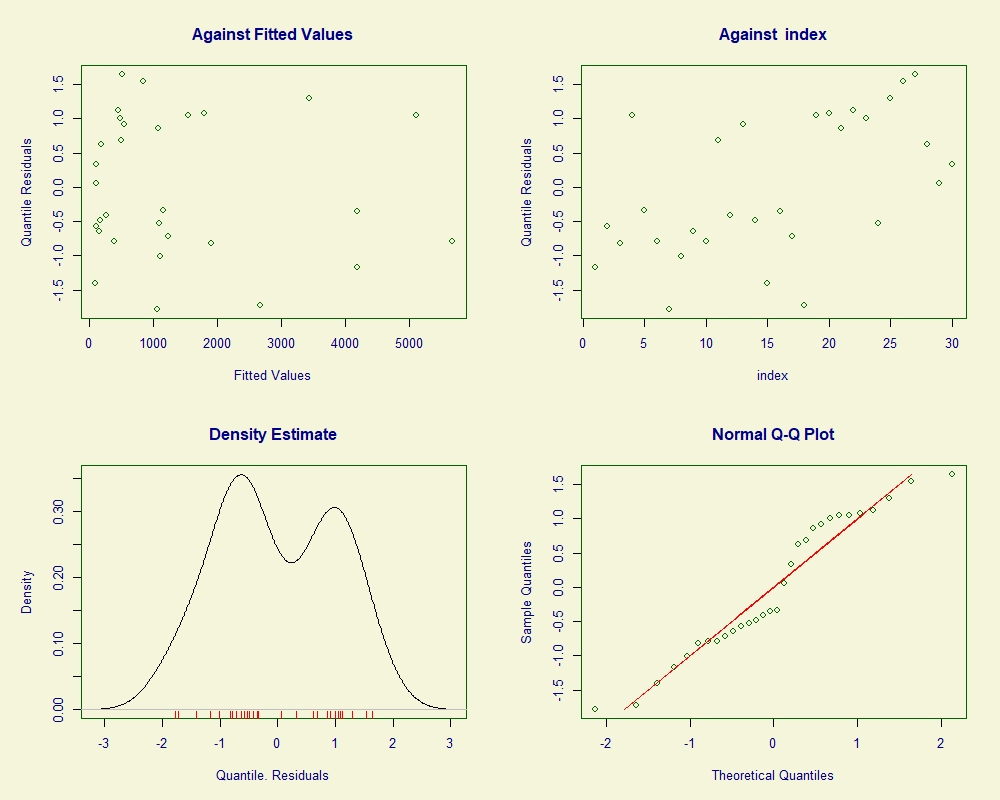 Against Fitted Values
Quantile Residuals
-1.5 -1.0 -0.5 0.0 0.5 1.0 1.5
0 1000 2000 3000 4000 5000
Fitted Values
Against index
Quantile Residuals
-1.5 -1.0 -0.5 0.0 0.5 1.0 1.5
0 5 10 15 20 25 30
index
Density Estimate
Density
0.00 0.10 0.20 0.30
-3 -2 -1 0 1 2 3
Quantile. Residuals
Normal Q-Q Plot
Sample Quantiles
-1.5 -1.0 -0.5 0.0 0.5 1.0 1.5
-2 -1 0 1 2
Theoretical Quantiles